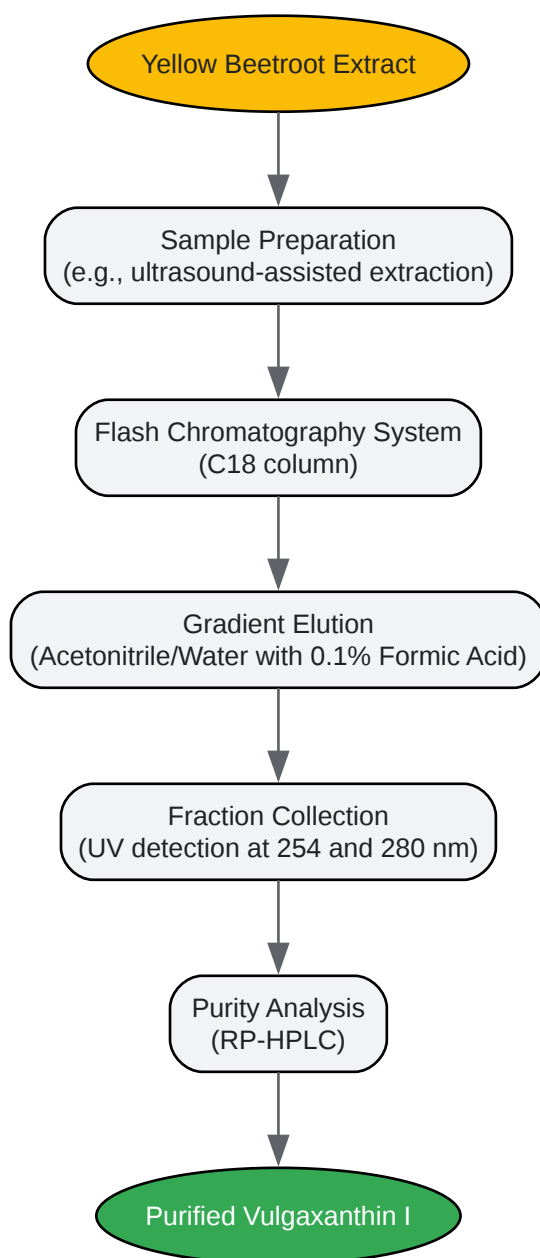 Yellow Beetroot Extract
Sample Preparation
(e.g., ultrasound-assisted extraction)
Flash Chromatography System
(C18 column)
Gradient Elution
(Acetonitrile/Water with 0.1% Formic Acid)
Fraction Collection
(UV detection at 254 and 280 nm)
Purity Analysis
(RP-HPLC)
Purified Vulgaxanthin I